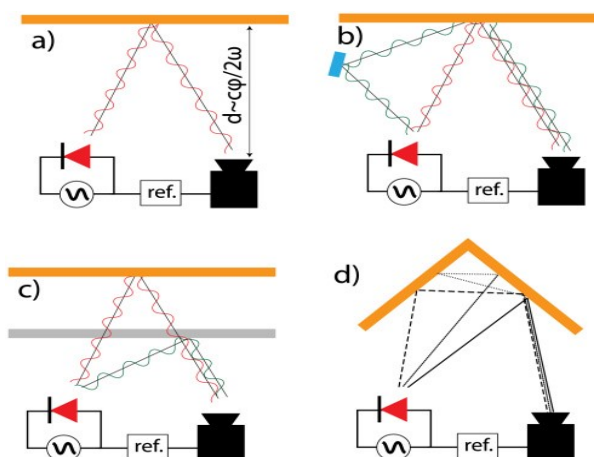 a)
d~cφ/2ω
ref.
b)
ref.
c)
ref.
d)
ref.